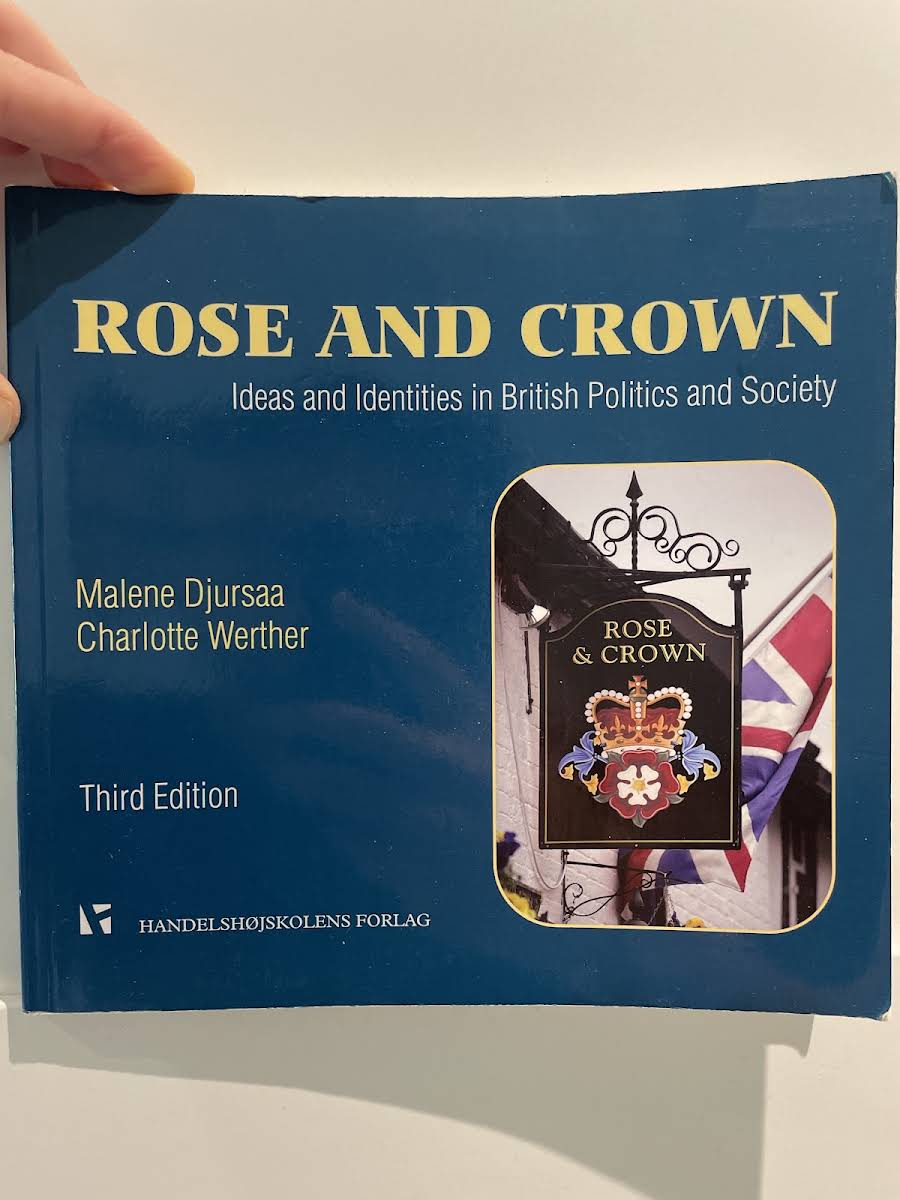 ROSE AND CROWN
Ideas and Identities in British Politics and Society
Malene Djursaa
Charlotte Werther
ROSE
& CROWN
Third Edition
HANDELSHØJSKOLENS FORLAG